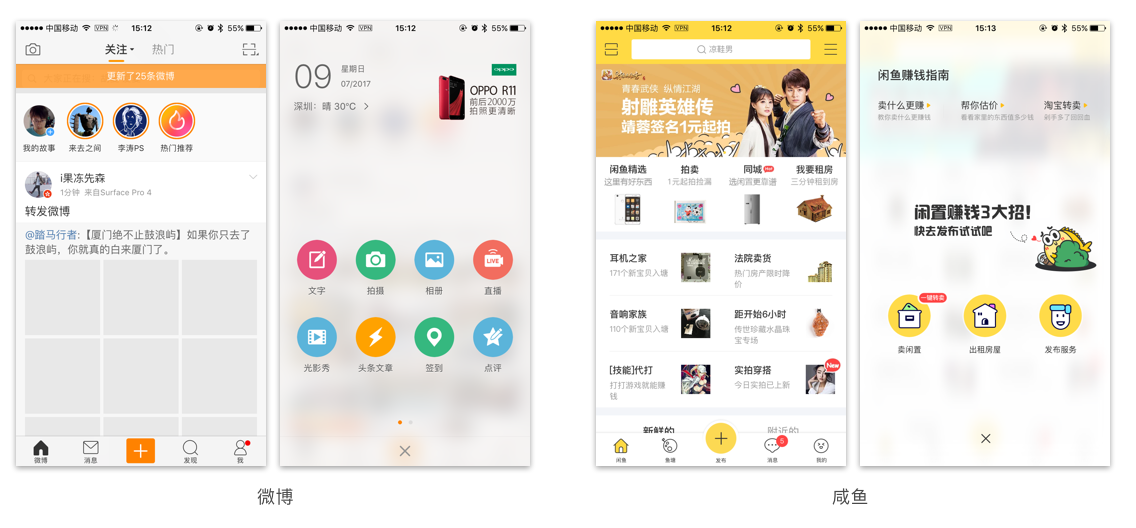 中国移动 VPN 15:12 55%
关注 热门
更新了25条微博
我的故事 来去之间 李涛PS 热门推荐
i果冻先森
1分钟 来自Surface Pro 4
转发微博
@踏马行者:【厦门绝不止鼓浪屿】如果你只去了
鼓浪屿，你就真的白来厦门了。
微博 消息 发现 我
中国移动 VPN 15:12 55%
09 星期日
07/2017
深圳：晴 30°C
oppo
OPPO R11
前后2000万
拍照更清晰
文字 拍摄 相册 直播
LIVE
光影秀 头条文章 签到 点评
微博
中国移动 VPN 15:12 55%
凉鞋男
青春武侠 纵情江湖
射雕英雄传
靖蓉签名1元起拍
闲鱼精选 拍卖 同城 我要租房
这里有好东西 1元起拍捡漏 选闲置更靠谱 三分钟租到房
耳机之家 法院卖货
171个新宝贝入塘 热门房产限时降
价
音响家族 距开始6小时
110个新宝贝入塘 传世珍藏水晶珠
宝专场
[技能]代打 实拍穿搭
打打游戏就能赚
钱
今日实拍已上新
New
新鲜的 附近的
闲鱼 鱼塘 发布 消息 我的
5
中国移动 VPN 15:13 55%
闲鱼赚钱指南
卖什么更赚 帮你估价 淘宝转卖
教你卖什么更赚钱 看看家里的东西值多少钱 剁手多了回回血
闲置赚钱3大招！
快去发布试试吧
一键转卖
卖闲置 出租房屋 发布服务
咸鱼